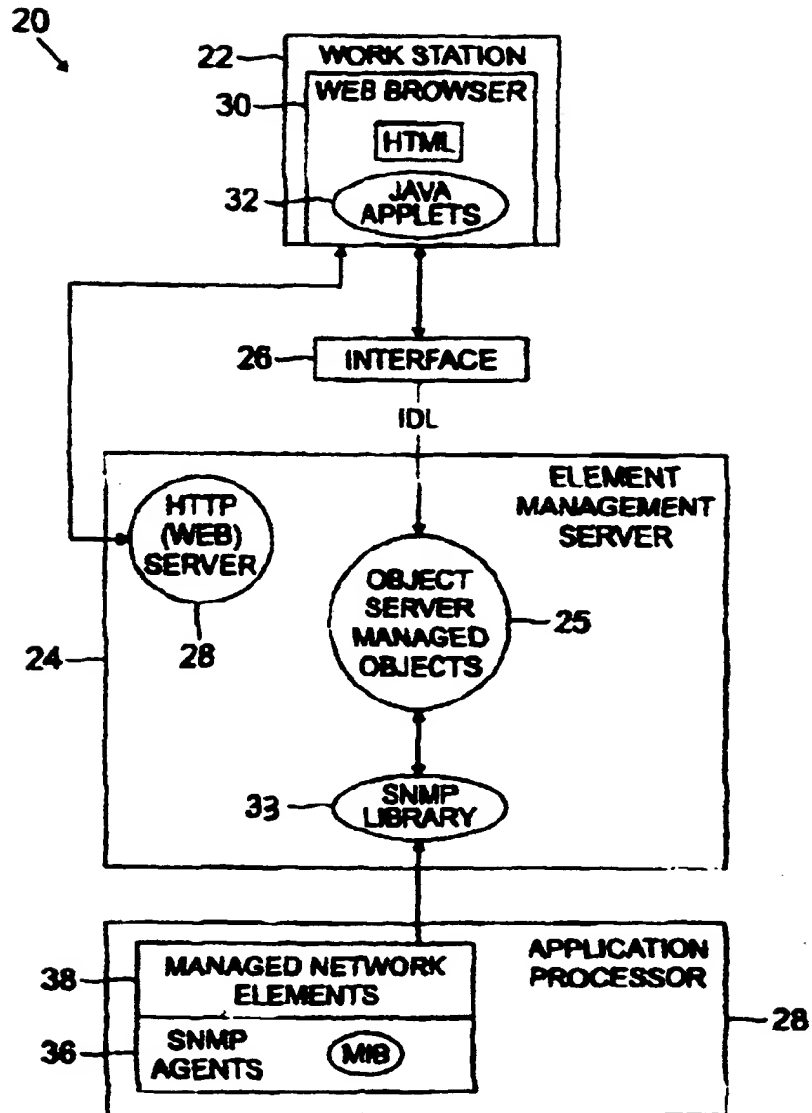 20
22
WORK STATION
30
WEB BROWSER
HTML
32
JAVA
APPLETS
26
INTERFACE
IDL
ELEMENT
MANAGEMENT
SERVER
HTTP
(WEB)
SERVER
28
24
OBJECT
SERVER
MANAGED
OBJECTS
25
33
SNMP
LIBRARY
APPLICATION
PROCESSOR
38
MANAGED NETWORK
ELEMENTS
28
36
SNMP
AGENTS
MIB